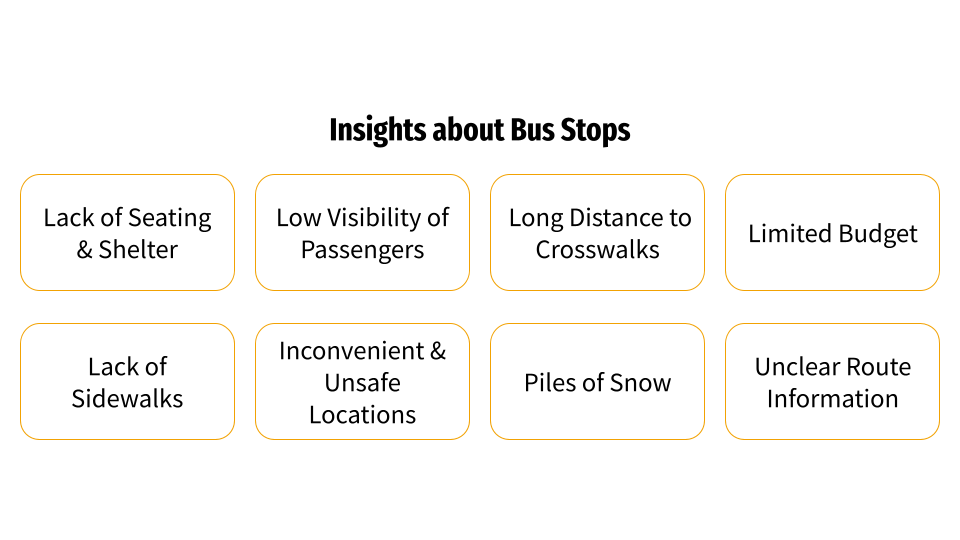 Insights about Bus Stops
Lack of Seating
& Shelter
Low Visibility of
Passengers
Long Distance to
Crosswalks
Limited Budget
Lack of
Sidewalks
Inconvenient &
Unsafe
Locations
Piles of Snow
Unclear Route
Information